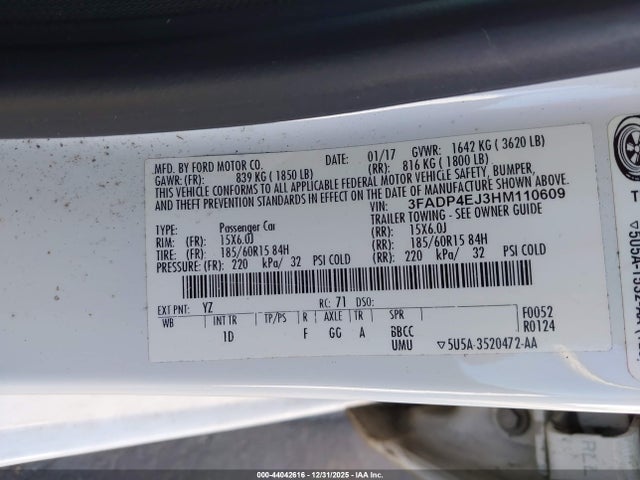 MFD. BY FORD MOTOR CO. 01/17 GVWR: 1642 KG ( 3620 LB)
GAWR: (FR): 839 KG ( 1850 LB) (RR): 816 KG ( 1800 LB)
THIS VEHICLE CONFORMS TO ALL APPLICABLE FEDERAL MOTOR VEHICLE SAFETY, BUMPER,
AND THEFT PREVENTION STANDARDS IN EFFECT ON THE DATE OF MANUFACTURE SHOWN ABOVE.
VIN: 3FADP4EJ3HM110609
TYPE: Passenger Car TRAILER TOWING - SEE OWNER GUIDE
RIM: (FR) 15X6.0J (RR): 15X6.0J
TIRE: (FR) 185/60R15 84H (RR): 185/60R15 84H
PRESSURE: (FR) 220 kPa/ 32 PSI COLD (RR): 220 kPa/ 32 PSI COLD
EXT PNT: YZ RC: 71 DSO: F0052
WB INT TR TP/PS R AXLE TR SPR R0124
1D F GG A BBCC
UMU ▽5U5A-3520472-AA
12/30-44042616 - 12/31/2025 - IAA